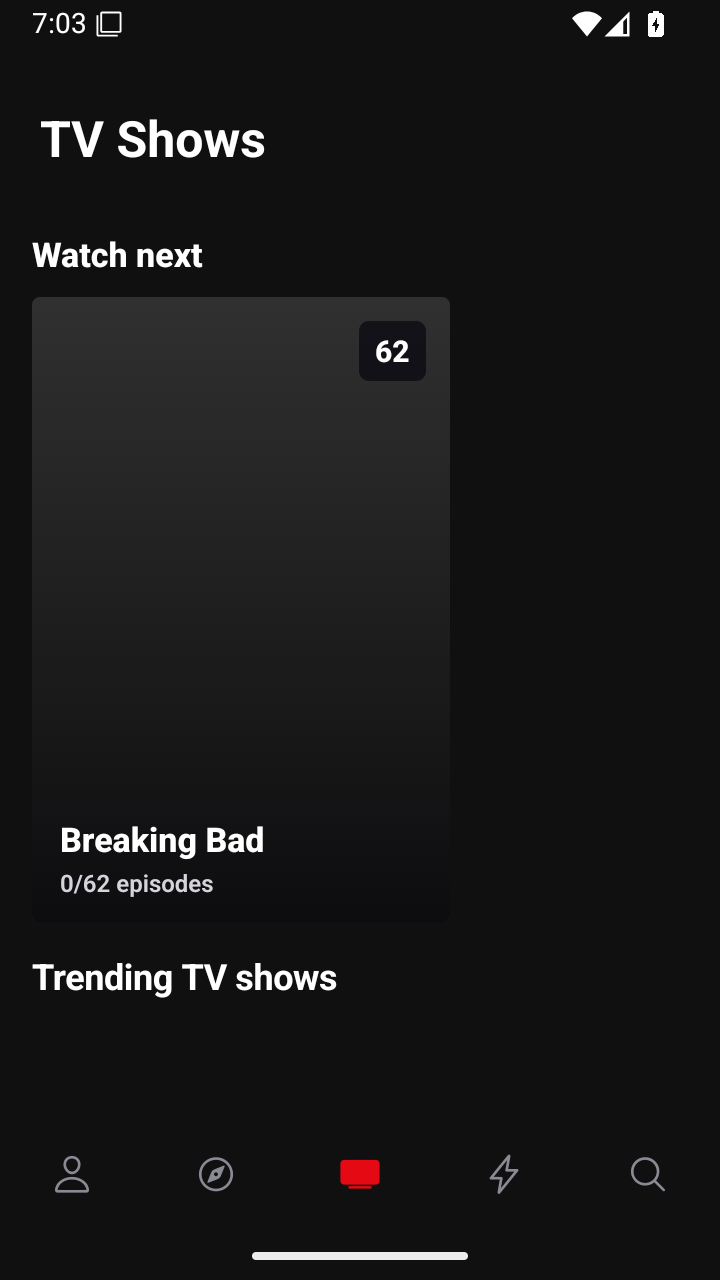 7:03
TV Shows
Watch next
62
Breaking Bad
0/62 episodes
Trending TV shows